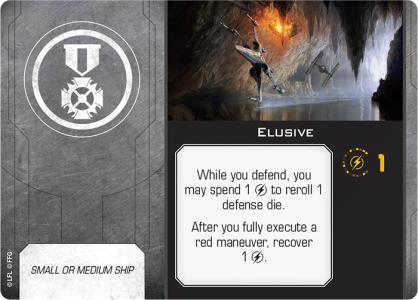 ELUSIVE
1
While you defend, you
may spend 1 to reroll 1
defense die.
After you fully execute a
red maneuver, recover
1 .
SMALL OR MEDIUM SHIP
© LFL © FFG